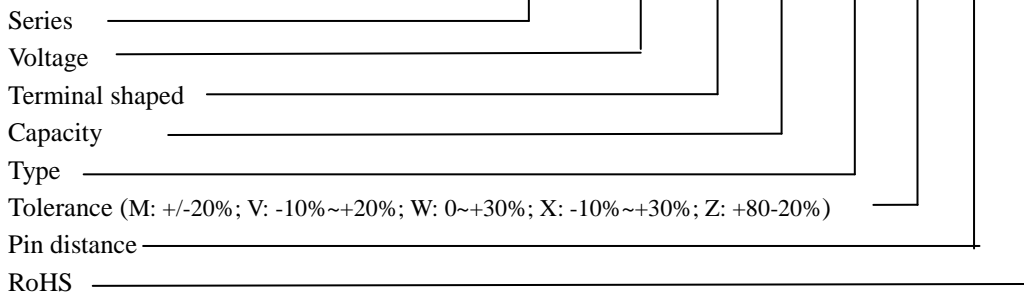 Series
Voltage
Terminal shaped
Capacity
Type
Tolerance (M: +/-20%; V: -10%~+20%; W: 0~+30%; X: -10%~+30%; Z: +80-20%)
Pin distance
RoHS